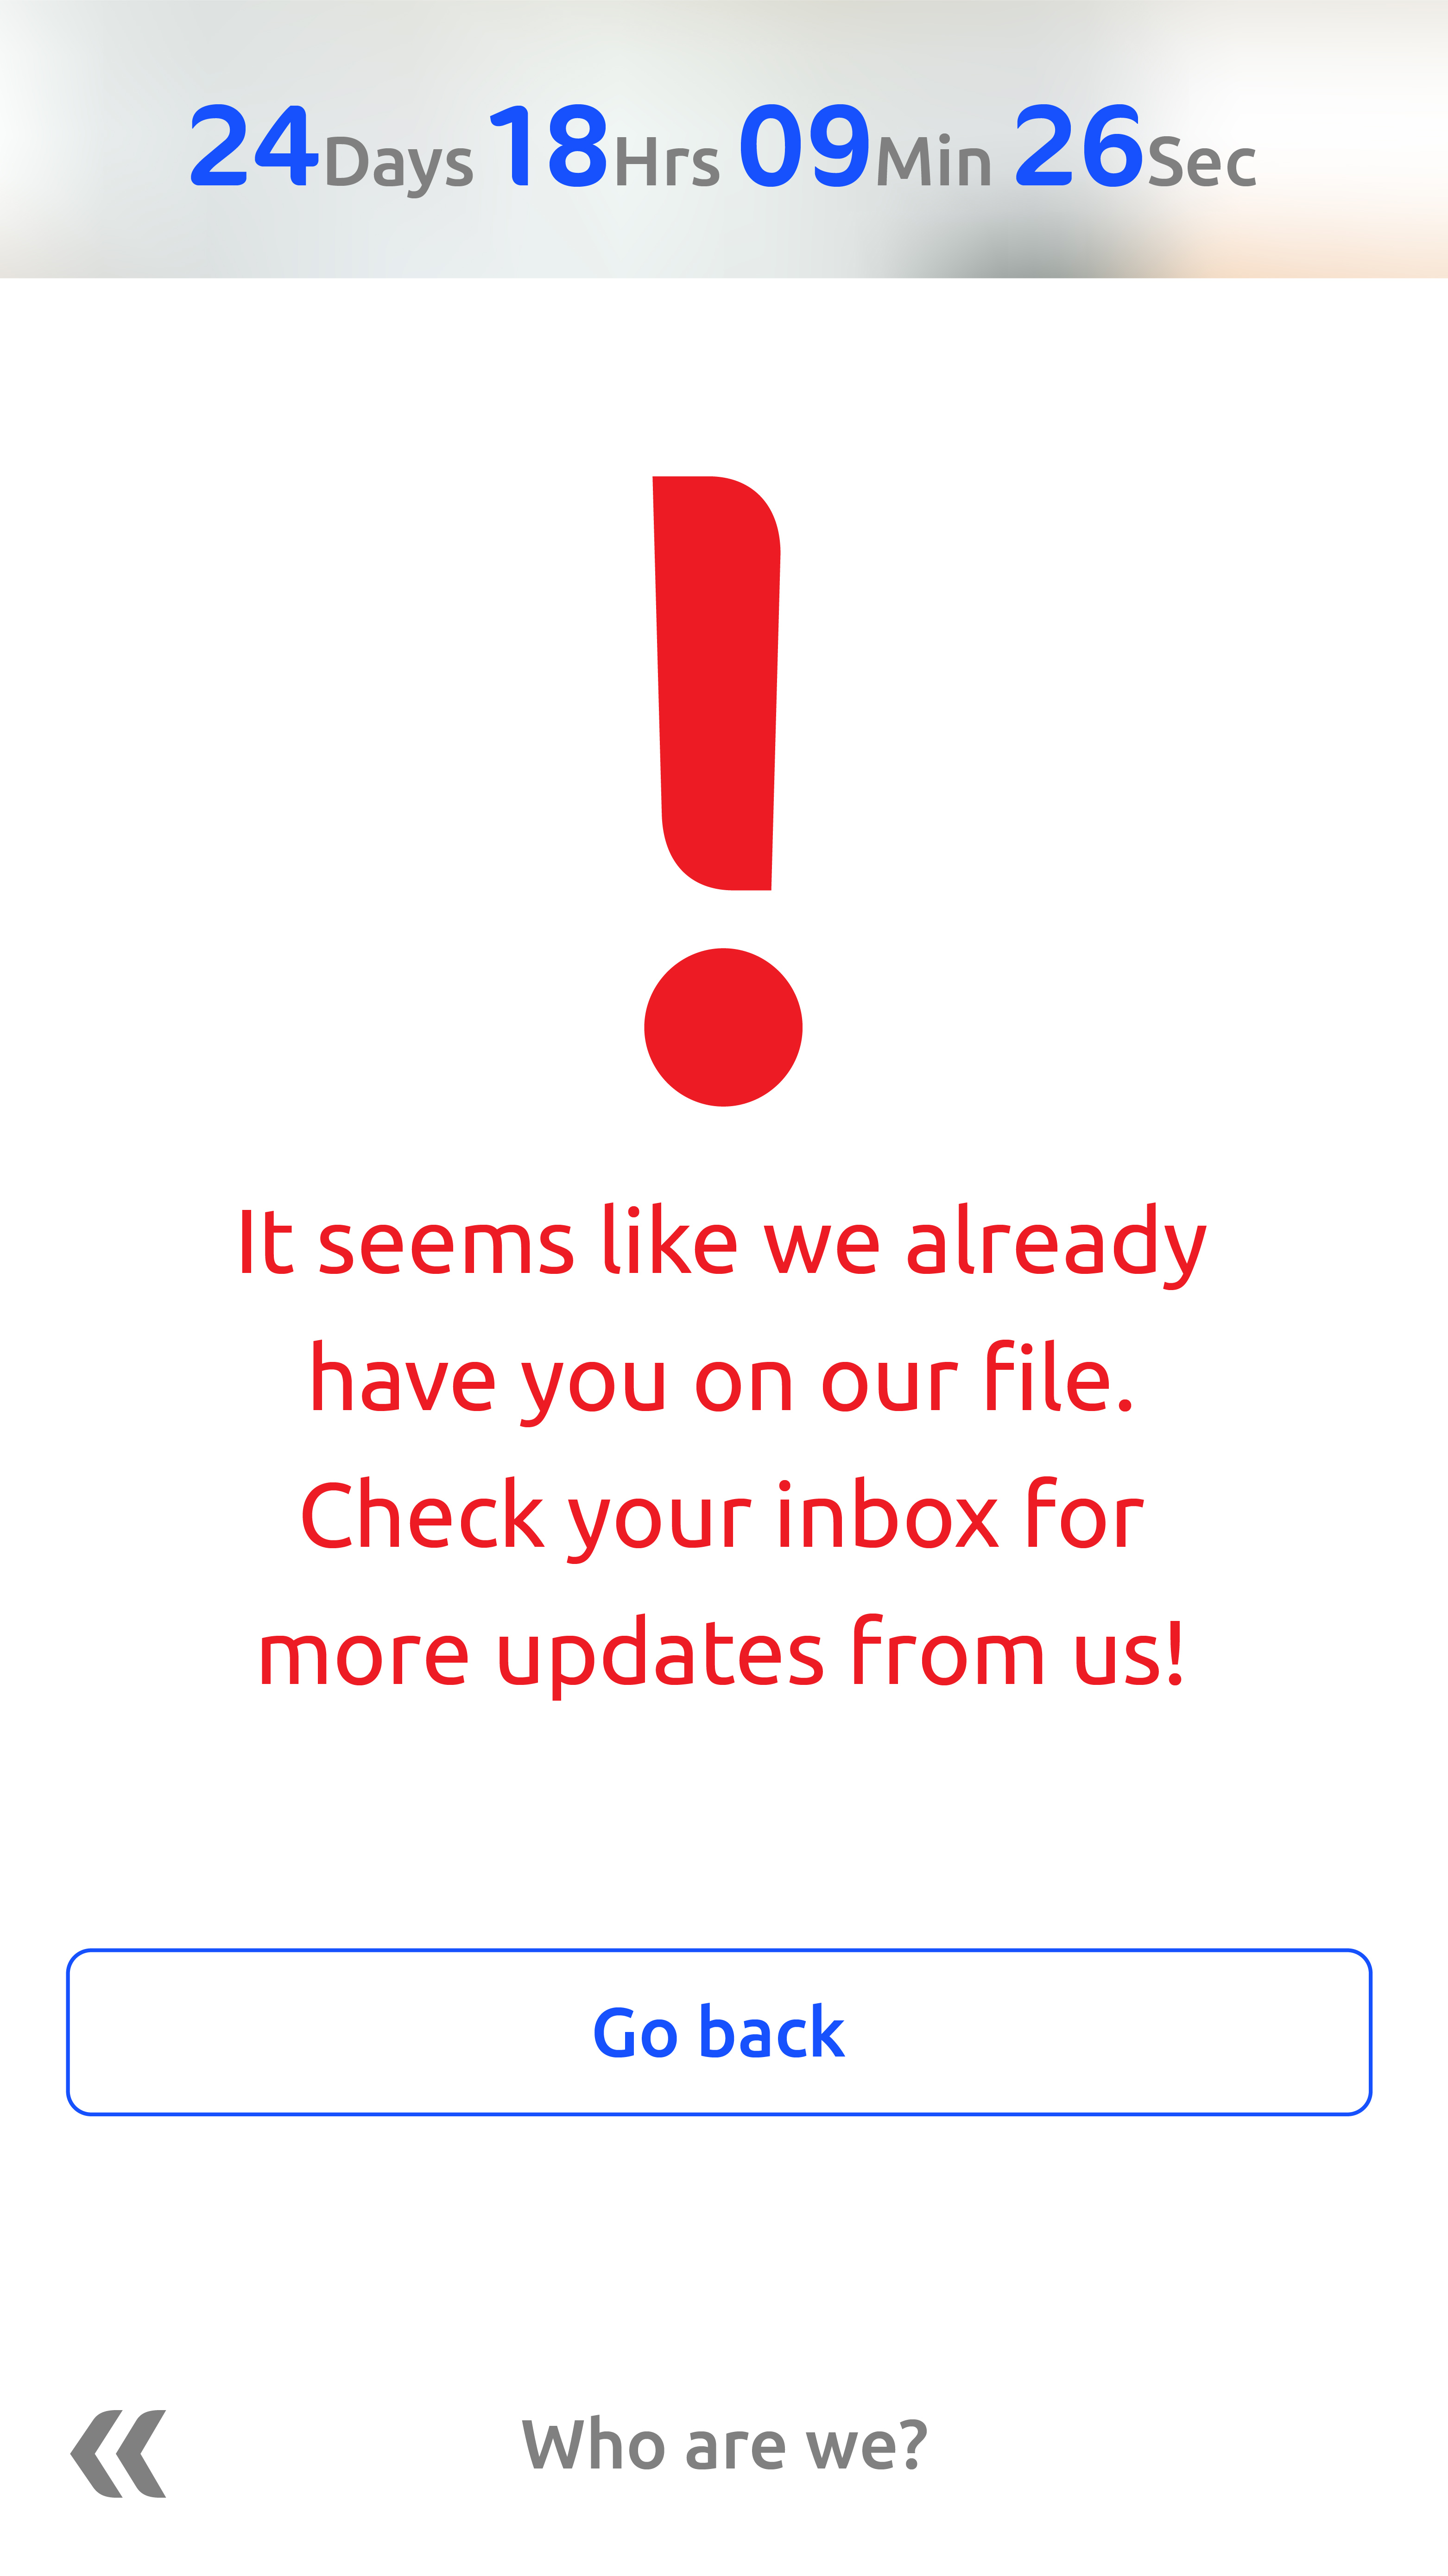 24Days 18Hrs 09Min 26Sec
It seems like we already
have you on our file.
Check your inbox for
more updates from us!
Go back
Who are we?